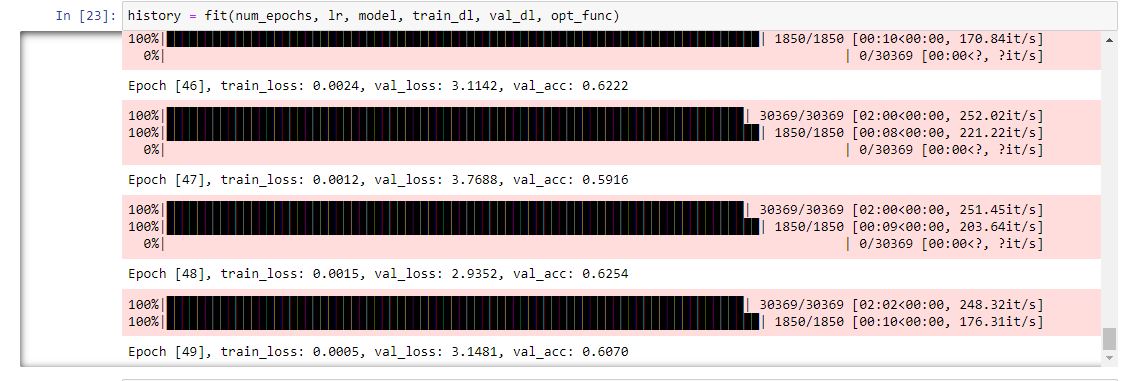 In [23]: history = fit(num_epochs, lr, model, train_dl, val_dl, opt_func)
100%| | 1850/1850 [00:10<00:00, 170.84it/s]
0%| | 0/30369 [00:00<?, ?it/s]
Epoch [46], train_loss: 0.0024, val_loss: 3.1142, val_acc: 0.6222
100%| | 30369/30369 [02:00<00:00, 252.02it/s]
100%| | 1850/1850 [00:08<00:00, 221.22it/s]
0%| | 0/30369 [00:00<?, ?it/s]
Epoch [47], train_loss: 0.0012, val_loss: 3.7688, val_acc: 0.5916
100%| | 30369/30369 [02:00<00:00, 251.45it/s]
100%| | 1850/1850 [00:09<00:00, 203.64it/s]
0%| | 0/30369 [00:00<?, ?it/s]
Epoch [48], train_loss: 0.0015, val_loss: 2.9352, val_acc: 0.6254
100%| | 30369/30369 [02:02<00:00, 248.32it/s]
100%| | 1850/1850 [00:10<00:00, 176.31it/s]
Epoch [49], train_loss: 0.0005, val_loss: 3.1481, val_acc: 0.6070